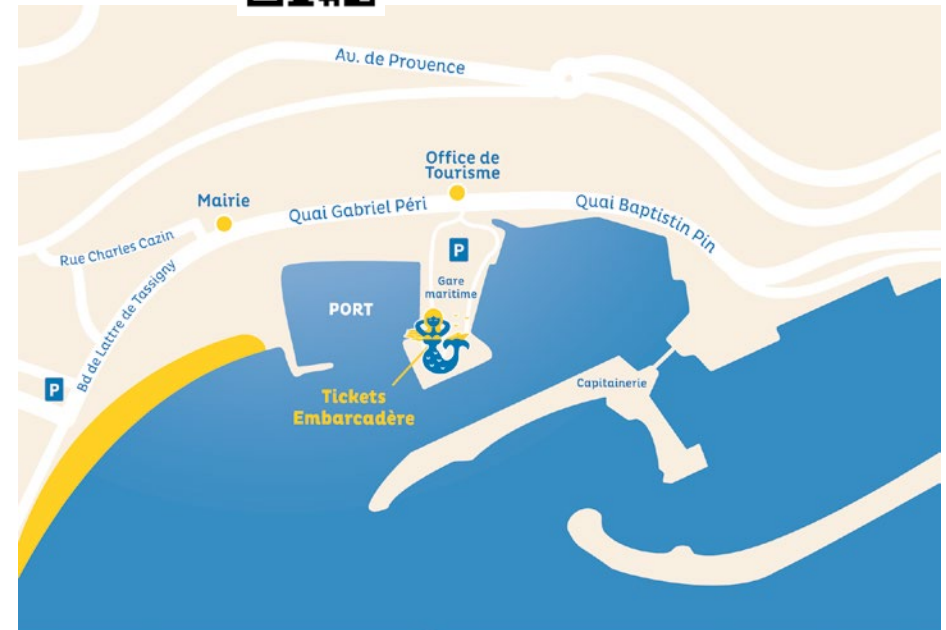 Av. de Provence
Office de
Tourisme
Mairie
Quai Gabriel Péri
Quai Baptistin Pin
Rue Charles Cazin
P
Gare
maritime
Bd de Lattre de Tassigny
PORT
P
Capitainerie
Tickets
Embarcadère